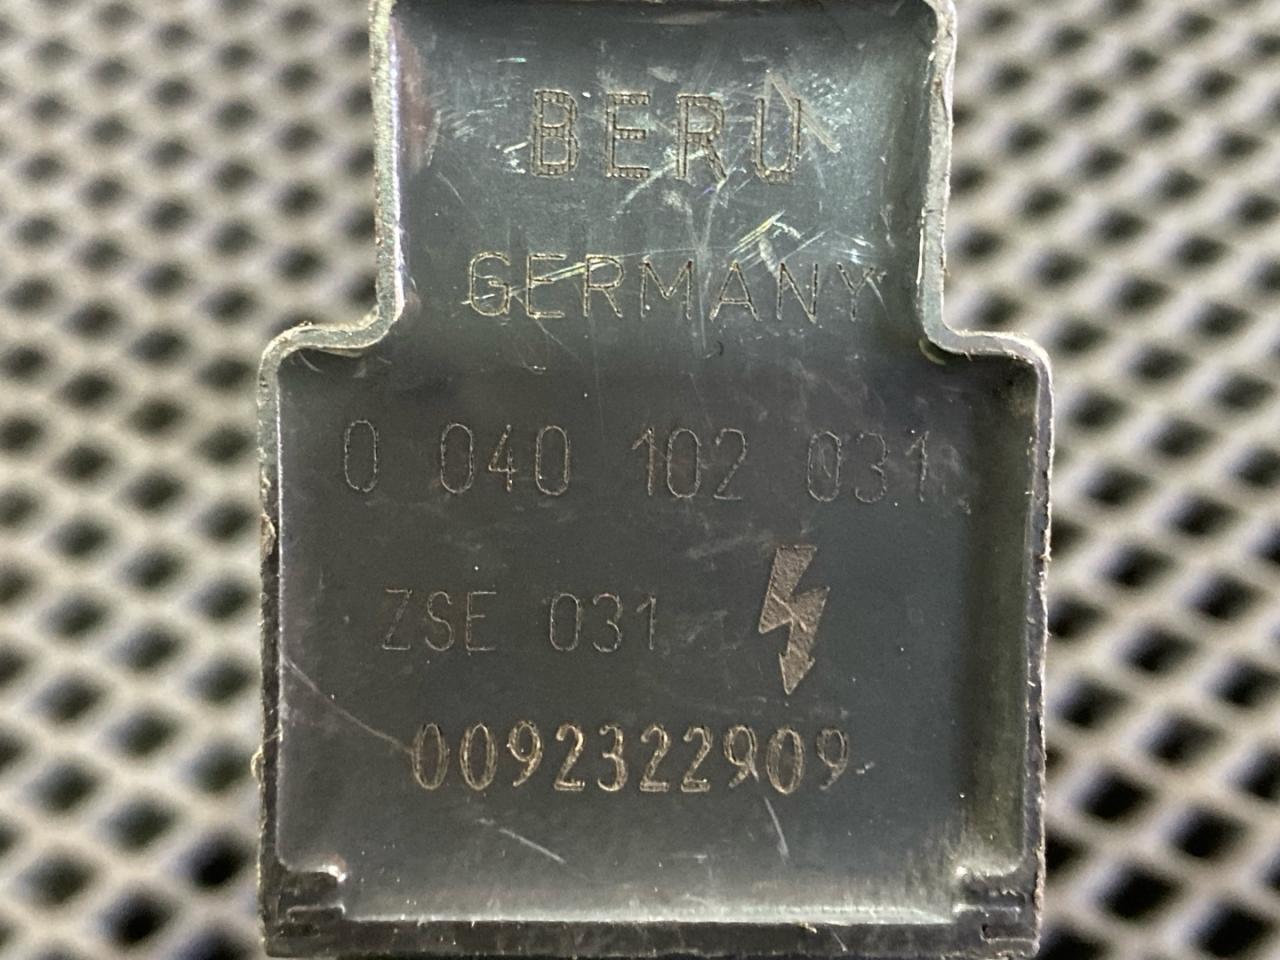 BERU
GERMANY
0 040 102 031
ZSE 031
0092322909